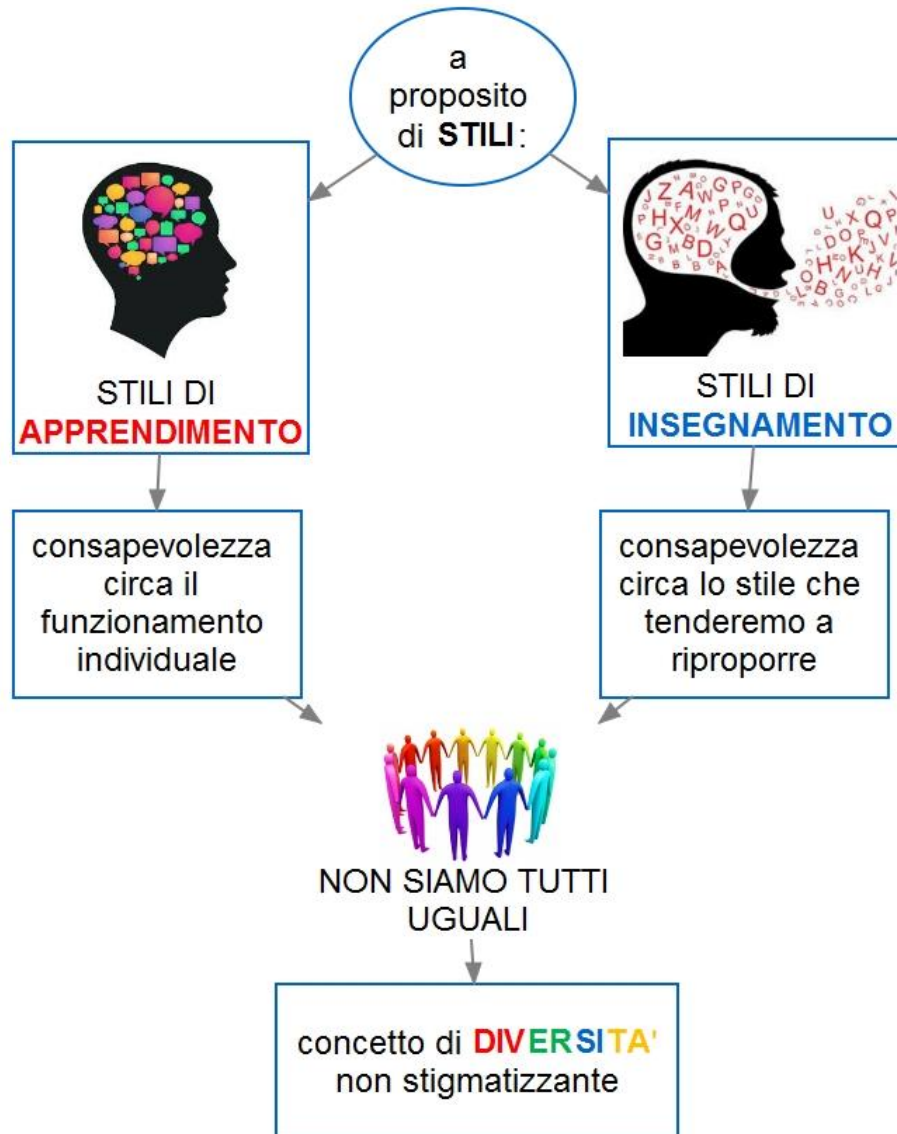 a
proposito
di STILI:
STILI DI
APPRENDIMENTO
STILI DI
INSEGNAMENTO
consapevolezza
circa il
funzionamento
individuale
consapevolezza
circa lo stile che
tenderemo a
riproporre
NON SIAMO TUTTI
UGUALI
concetto di DIVERSITA'
non stigmatizzante